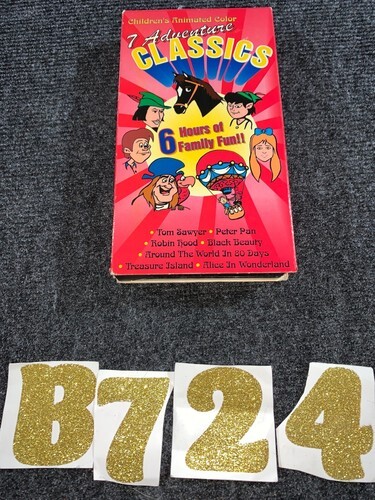 Children's Animated Color
7 Adventure
CLASSICS
6 Hours of
Family Fun!!
• Tom Sawyer • Peter Pan
• Robin Hood • Black Beauty
• Around The World In 80 Days
• Treasure Island • Alice In Wonderland
B724